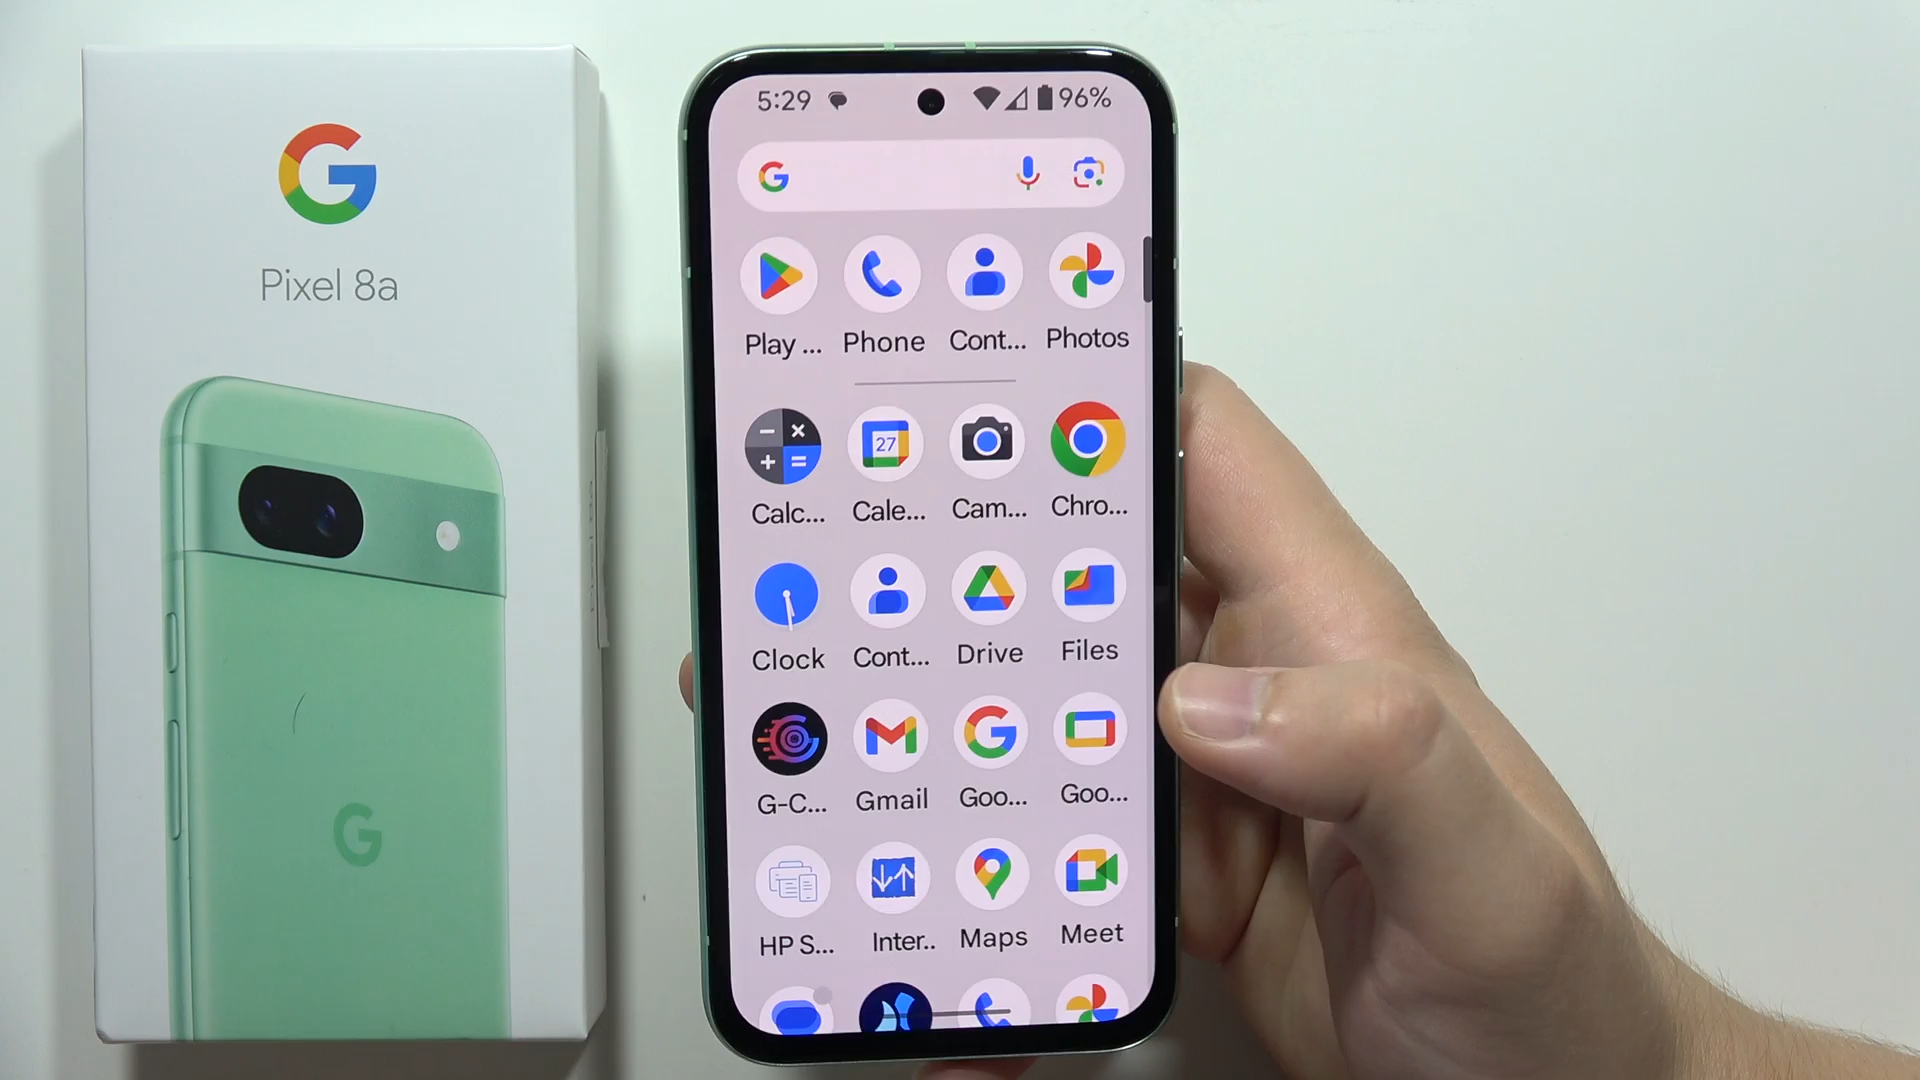 Pixel 8a
5:29 96%
Play ... Phone Cont... Photos
27
Calc... Cale... Cam... Chro...
Clock Cont... Drive Files
G-C... Gmail Goo... Goo...
HP S... Inter.. Maps Meet